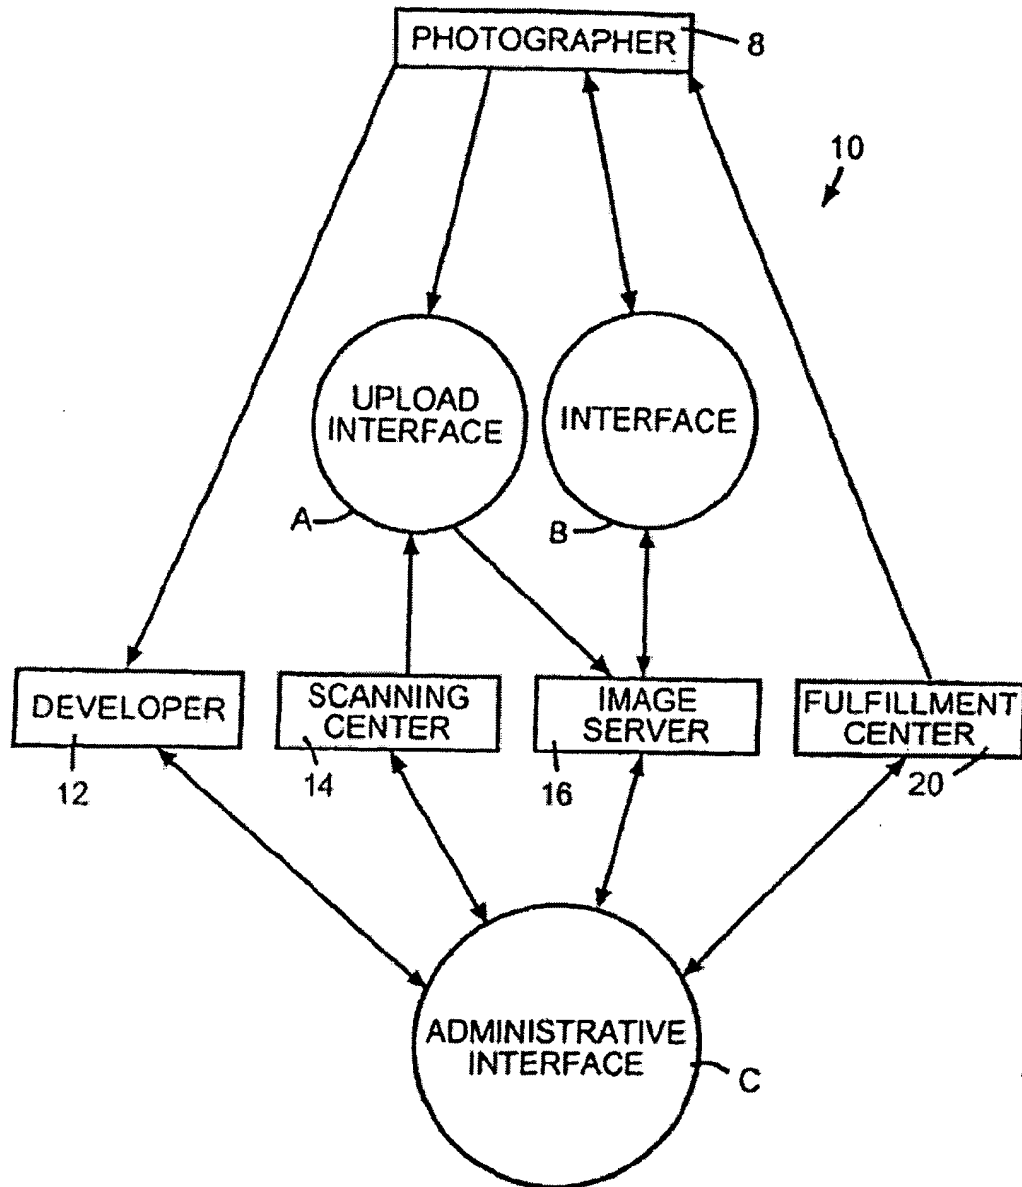 PHOTOGRAPHER
8
10
UPLOAD
INTERFACE
INTERFACE
A
B
DEVELOPER
SCANNING
CENTER
IMAGE
SERVER
FULFILLMENT
CENTER
12
14
16
20
ADMINISTRATIVE
INTERFACE
C